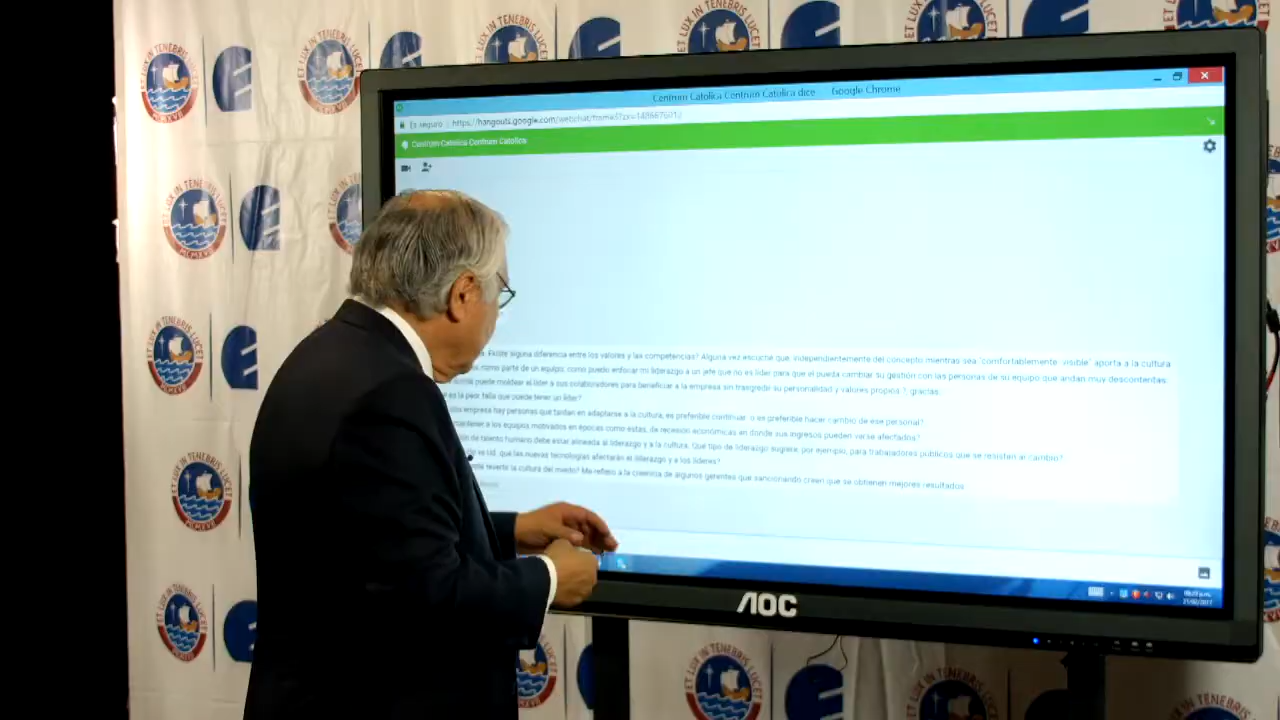 ET LUX IN TENEBRIS LUCET
MCMXVII
Centrum Catolica Centrum Catolica dice
Google Chrome
Es seguro
https://hangouts.google.com/webchat/
Centrum Catolica Centrum Catolica
Existe alguna diferencia entre los valores y las competencias? Alguna vez escuché que independientemente del concepto mientras sea "comfortablemente visible" aporta a la cultura
como parte de un equipo, como puedo enfocar mi liderazgo a un jefe que no es líder para que el pueda cambiar su gestión con las personas de su equipo que andan muy descontentas
puede moldear el líder a sus colaboradores para beneficiar a la empresa sin trasgredir su personalidad y valores propios ?, gracias
es la peor falla que puede tener un líder?
empresa hay personas que tardan en adaptarse a la cultura, es preferible continuar o es preferible hacer cambio de ese personal?
mantener a los equipos motivados en épocas como estas, de recesión económicas en donde sus ingresos pueden verse afectados?
de talento humano debe estar alineada al liderazgo y a la cultura. Qué tipo de liderazgo sugiere, por ejemplo, para trabajadores públicos que se resisten al cambio?
ve Ud. que las nuevas tecnologías afectarán el liderazgo y a los líderes?
revertir la cultura del miedo? Me refiero a la creencia de algunos gerentes que sancionando creen que se obtienen mejores resultados
AOC